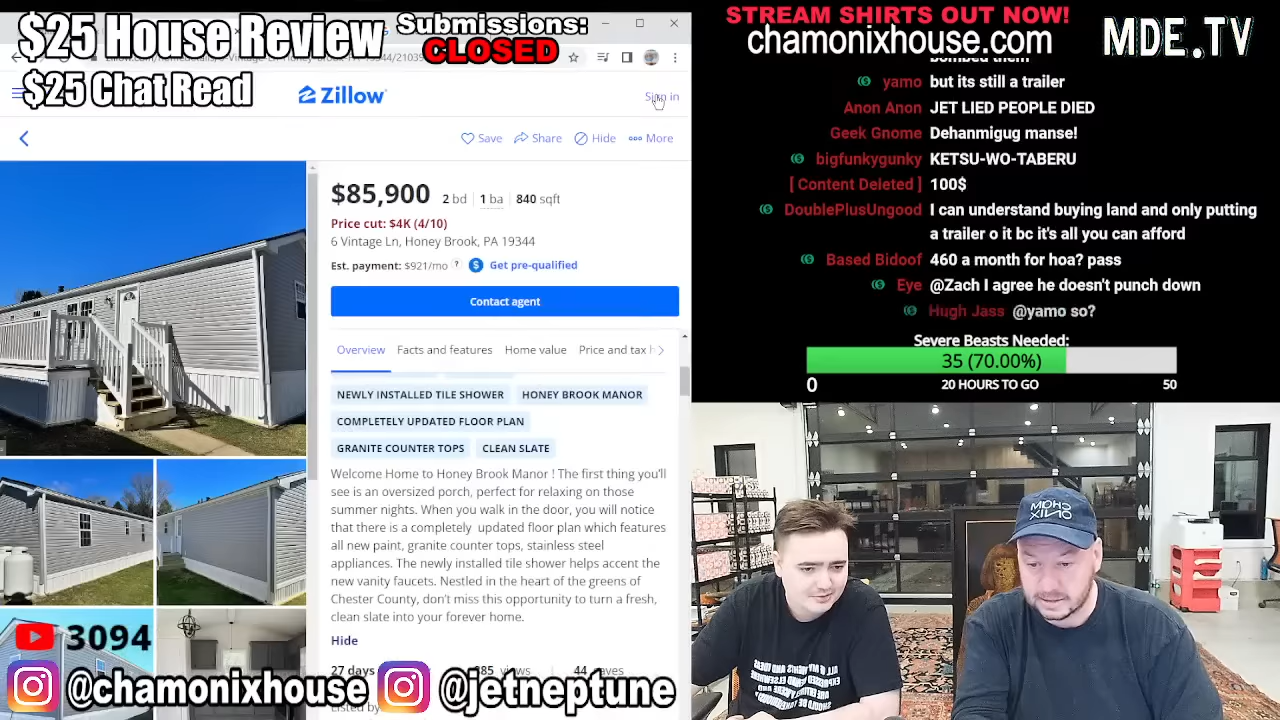 $25 House Review
$25 Chat Read
Submissions:
CLOSED
Zillow
Sign in
Save
Share
Hide
More
$85,900
2 bd
1 ba
840 sqft
Price cut: $4K (4/10)
6 Vintage Ln, Honey Brook, PA 19344
Est. payment: $921/mo ?
$ Get pre-qualified
Contact agent
Overview
Facts and features
Home value
Price and tax h
NEWLY INSTALLED TILE SHOWER
HONEY BROOK MANOR
COMPLETELY UPDATED FLOOR PLAN
GRANITE COUNTER TOPS
CLEAN SLATE
Welcome Home to Honey Brook Manor ! The first thing you'll
see is an oversized porch, perfect for relaxing on those
summer nights. When you walk in the door, you will notice
that there is a completely updated floor plan which features
all new paint, granite counter tops, stainless steel
appliances. The newly installed tile shower helps accent the
new vanity faucets. Nestled in the heart of the greens of
Chester County, don't miss this opportunity to turn a fresh,
clean slate into your forever home.
Hide
27 days
views
44
3094
@chamonixhouse
@jetneptune
STREAM SHIRTS OUT NOW!
chamonixhouse.com
MDE.TV
bombed them
yamo but its still a trailer
Anon Anon JET LIED PEOPLE DIED
Geek Gnome Dehanmigug manse!
bigfunkygunky KETSU-WO-TABERU
[ Content Deleted ] 100$
DoublePlusUngood I can understand buying land and only putting
a trailer o it bc it's all you can afford
Based Bidoof 460 a month for hoa? pass
Eye @Zach I agree he doesn't punch down
Hugh Jass @yamo so?
Severe Beasts Needed:
35 (70.00%)
0
20 HOURS TO GO
50